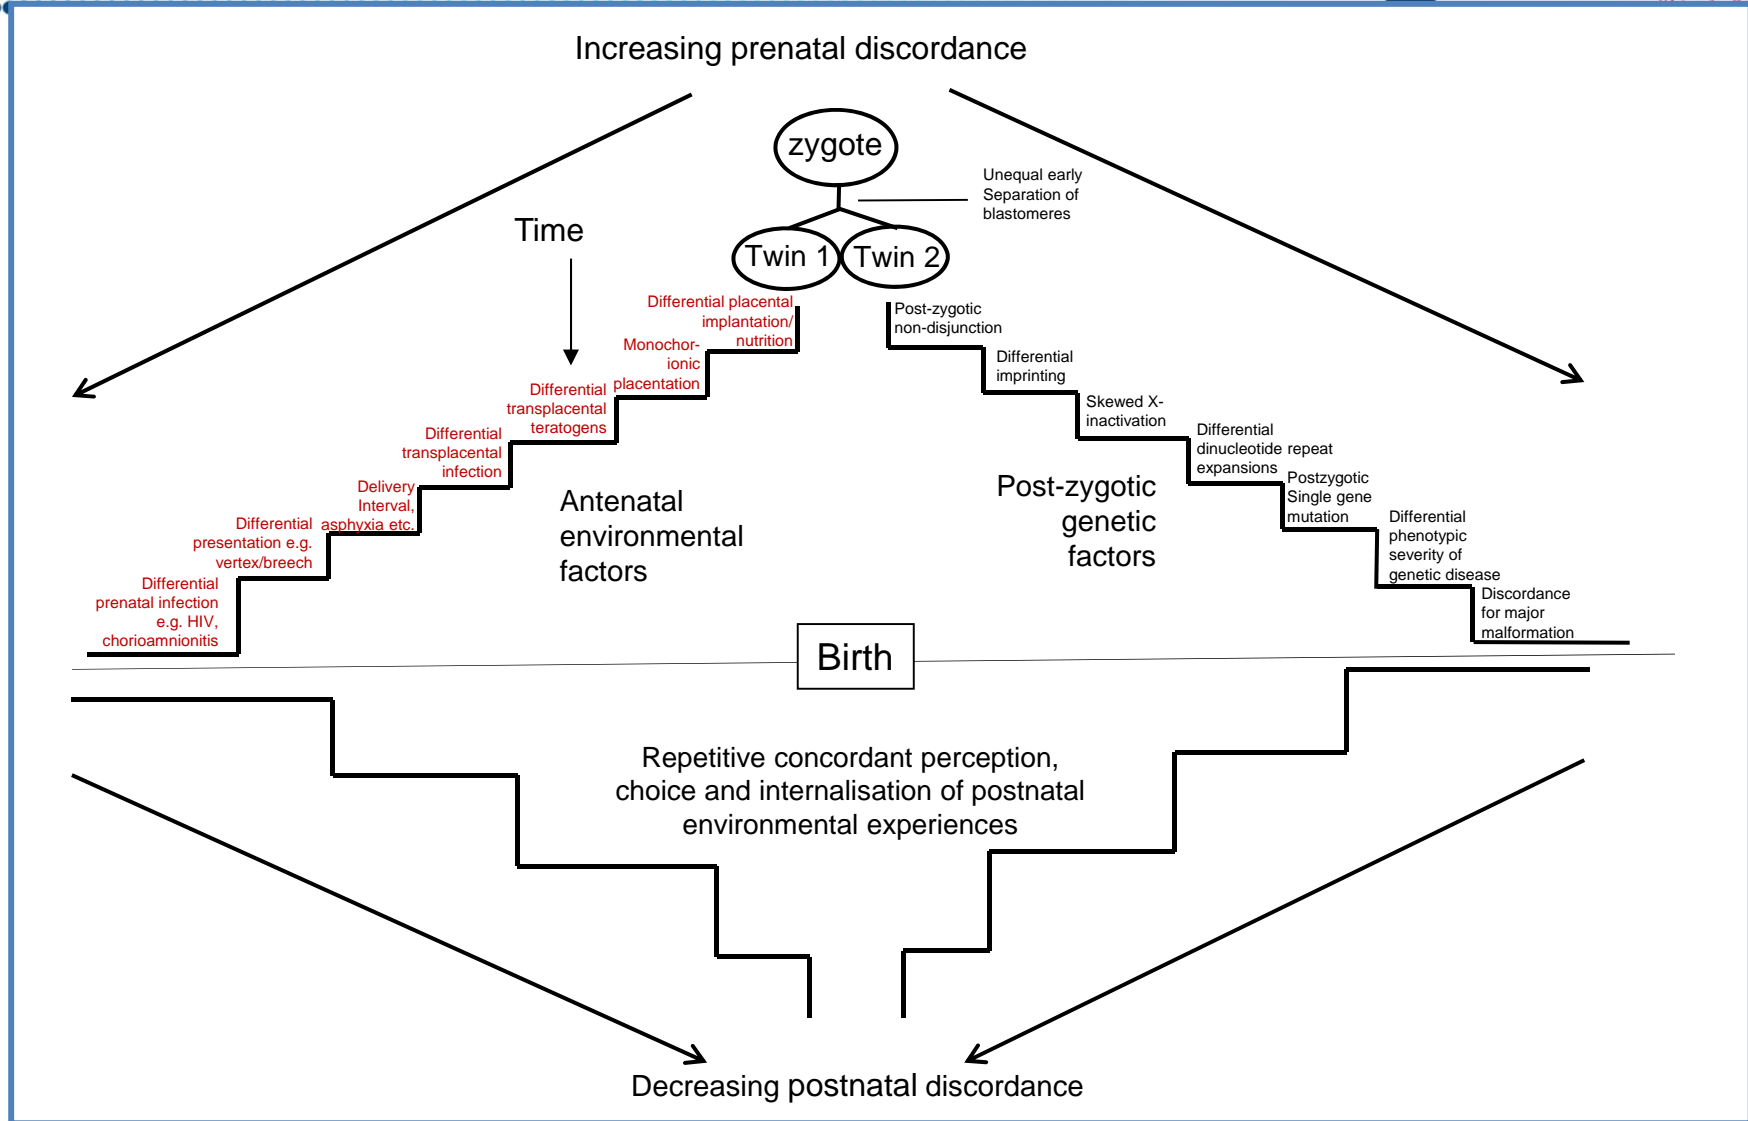 Increasing prenatal discordance
zygote
Unequal early
Separation of
blastomeres
Time
Twin 1
Twin 2
Differential placental
implantation/
nutrition
Monochor-
ionic
placentation
Differential
transplacental
teratogens
Differential
transplacental
infection
Delivery
Interval,
asphyxia etc.
Differential
presentation e.g.
vertex/breech
Differential
prenatal infection
e.g. HIV,
chorioamnionitis
Antenatal
environmental
factors
Post-zygotic
non-disjunction
Differential
imprinting
Skewed X-
inactivation
Differential
dinucleotide repeat
expansions
Postzygotic
Single gene
mutation
Differential
phenotypic
severity of
genetic disease
Discordance
for major
malformation
Post-zygotic
genetic
factors
Birth
Repetitive concordant perception,
choice and internalisation of postnatal
environmental experiences
Decreasing postnatal discordance